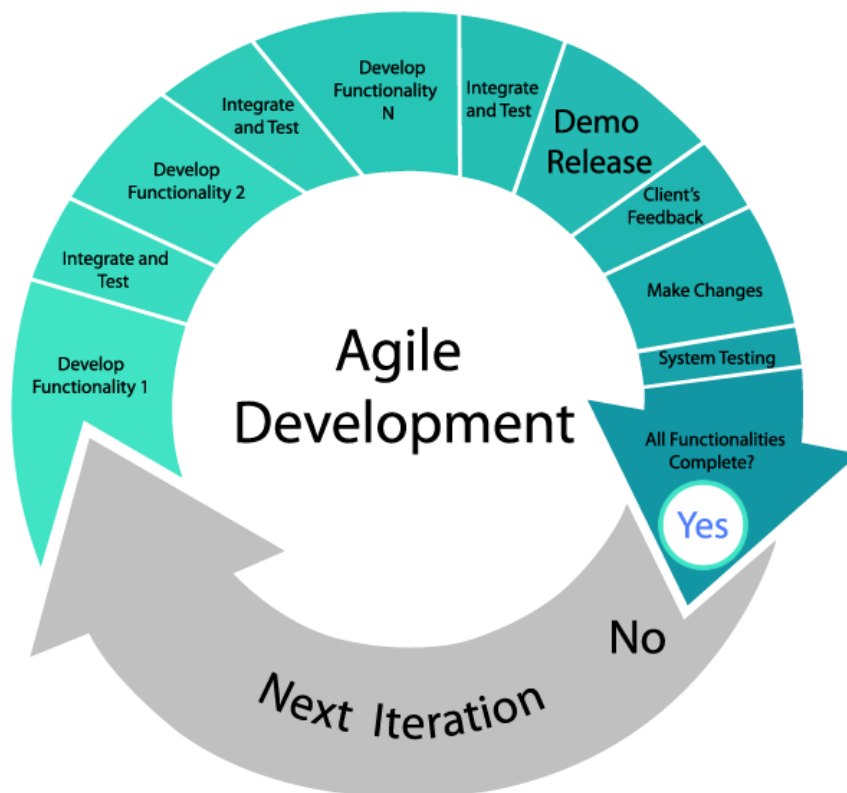 Agile
Development
Develop
Functionality 1
Integrate and
Test
Develop
Functionality 2
Integrate
and Test
Develop
Functionality
N
Integrate
and Test
Demo
Release
Client's
Feedback
Make Changes
System Testing
All Functionalities
Complete?
Yes
No
Next Iteration